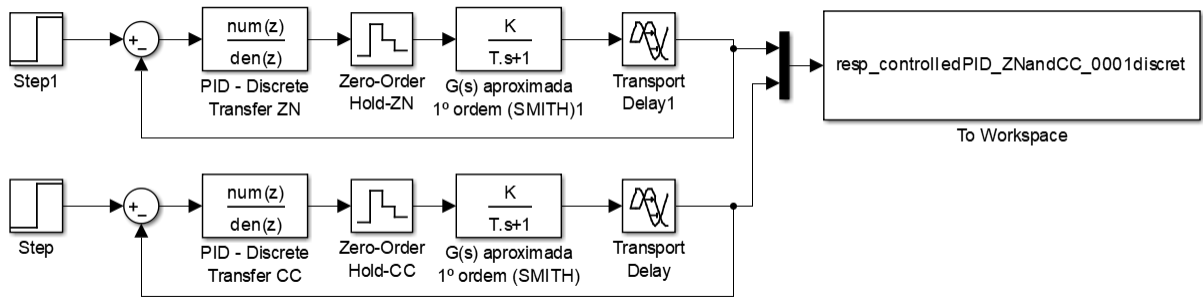 Step1
+
_
num(z)
den(z)
PID - Discrete
Transfer ZN
Zero-Order
Hold-ZN
K
T.s+1
G(s) aproximada
1º ordem (SMITH)1
Transport
Delay1
resp_controlledPID_ZNandCC_0001discret
To Workspace
Step
+
_
num(z)
den(z)
PID - Discrete
Transfer CC
Zero-Order
Hold-CC
K
T.s+1
G(s) aproximada
1º ordem (SMITH)
Transport
Delay